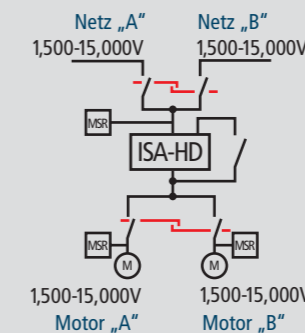 Netz „A“ Netz „B“
1,500-15,000V 1,500-15,000V
MSR
ISA-HD
MSR MSR
M M
1,500-15,000V 1,500-15,000V
Motor „A“ Motor „B“